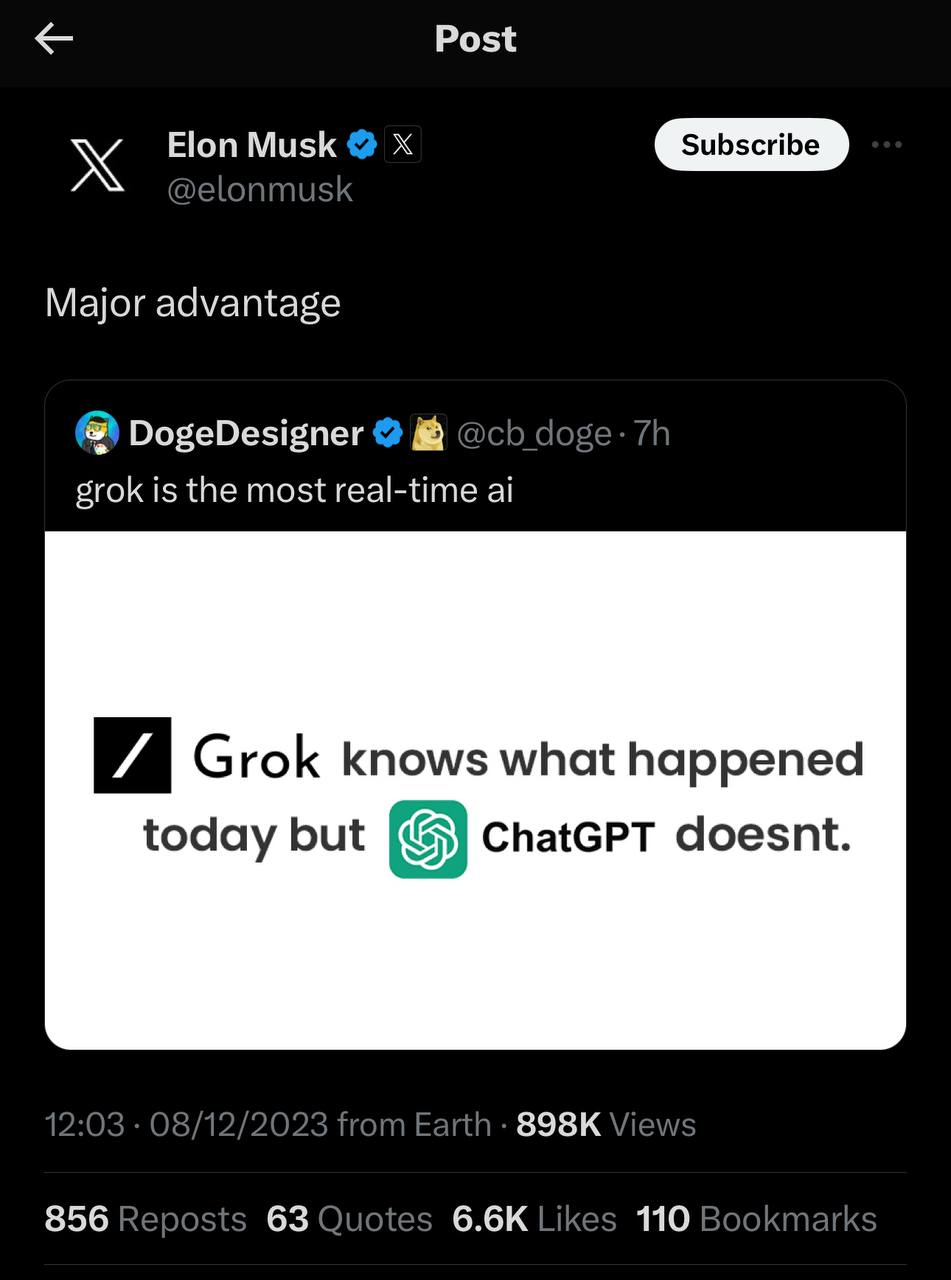 Post
Elon Musk
Subscribe
@elonmusk
Major advantage
DogeDesigner @cb_doge · 7h
grok is the most real-time ai
Grok knows what happened
today but ChatGPT doesnt.
12:03 · 08/12/2023 from Earth · 898K Views
856 Reposts 63 Quotes 6.6K Likes 110 Bookmarks